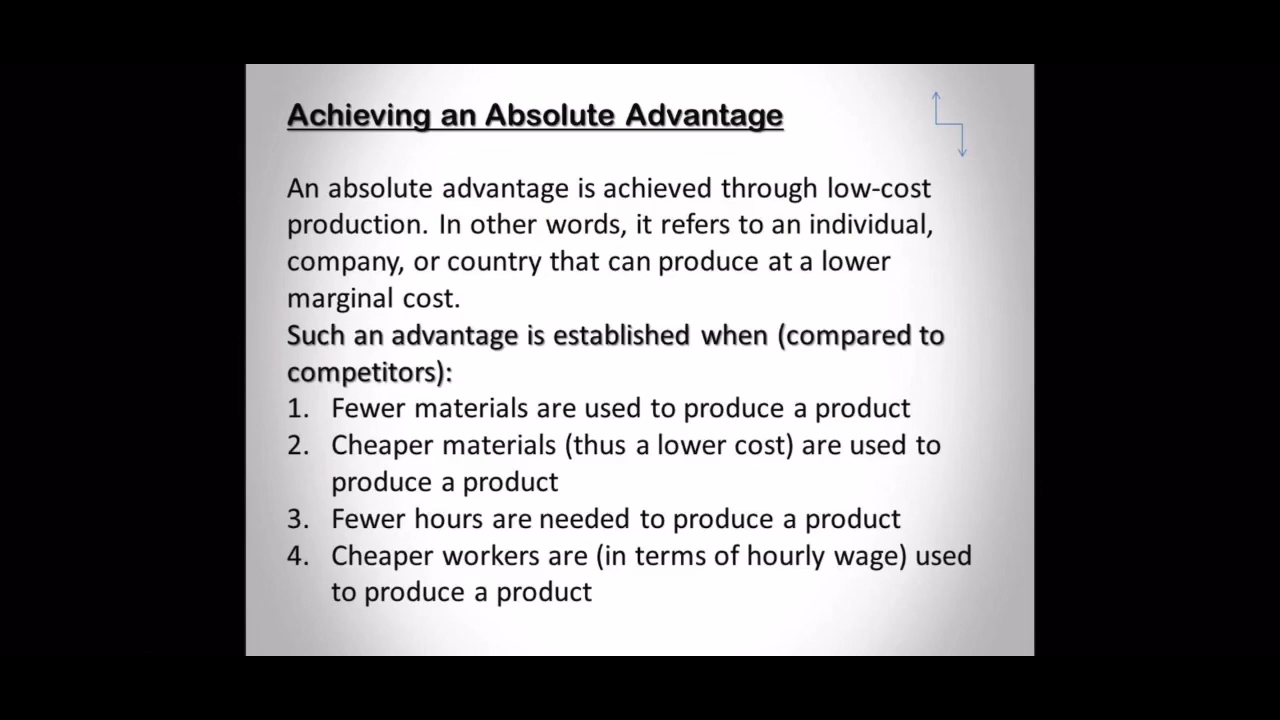 Achieving an Absolute Advantage
An absolute advantage is achieved through low-cost
production. In other words, it refers to an individual,
company, or country that can produce at a lower
marginal cost.
Such an advantage is established when (compared to
competitors):
1. Fewer materials are used to produce a product
2. Cheaper materials (thus a lower cost) are used to
produce a product
3. Fewer hours are needed to produce a product
4. Cheaper workers are (in terms of hourly wage) used
to produce a product